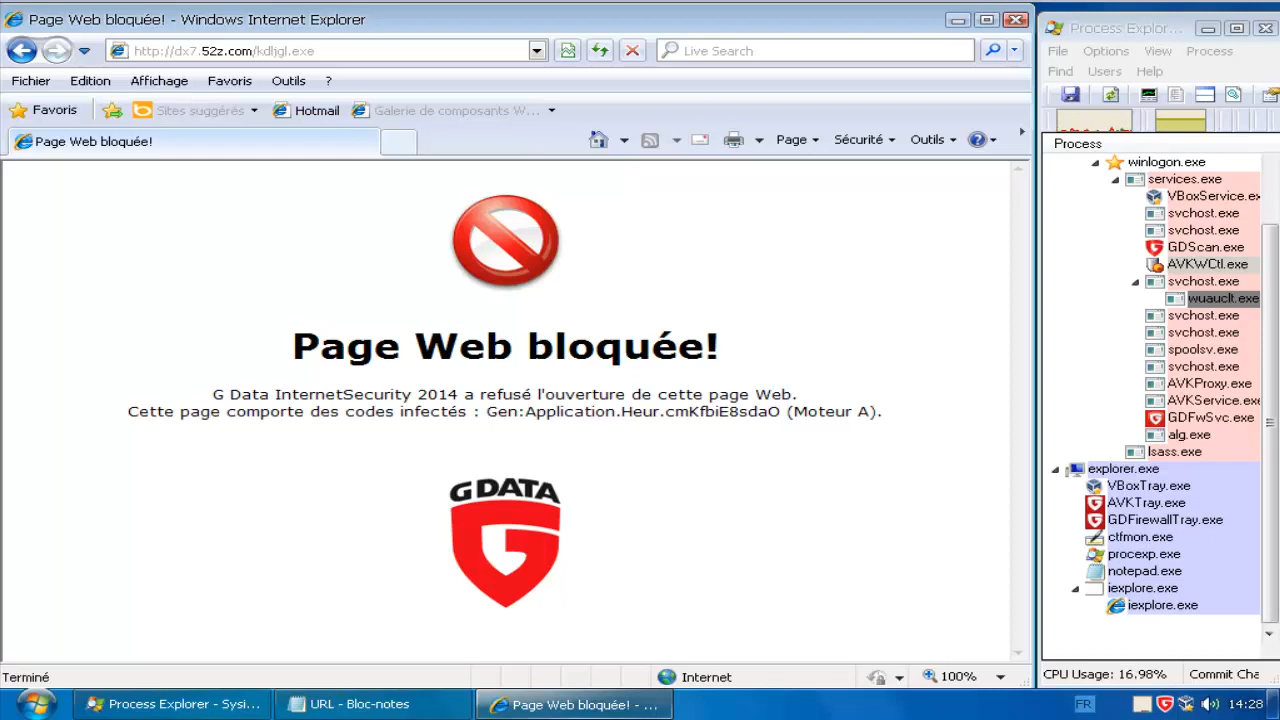 Page Web bloquée! - Windows Internet Explorer
http://dx7.52z.com/kdljgl.exe
Live Search
Fichier Edition Affichage Favoris Outils ?
Favoris Sites suggérés Hotmail Galerie de composants W...
Page Web bloquée!
Page Sécurité Outils
Page Web bloquée!
G Data InternetSecurity 2014 a refusé l'ouverture de cette page Web.
Cette page comporte des codes infectés : Gen:Application.Heur.cmKfbiE8sdaO (Moteur A).
G DATA
Terminé
Internet
100%
Process Explor...
File Options View Process
Find Users Help
Process
winlogon.exe
services.exe
VBoxService.ex
svchost.exe
svchost.exe
GDScan.exe
AVKWCtl.exe
svchost.exe
wuauclt.exe
svchost.exe
svchost.exe
spoolsv.exe
svchost.exe
AVKProxy.exe
AVKService.exe
GDFwSvc.exe
alg.exe
lsass.exe
explorer.exe
VBoxTray.exe
AVKTray.exe
GDFirewallTray.exe
ctfmon.exe
procexp.exe
notepad.exe
iexplore.exe
iexplore.exe
CPU Usage: 16.98% Commit Cha
Process Explorer - Sysi...
URL - Bloc-notes
Page Web bloquée! - ...
FR
14:28